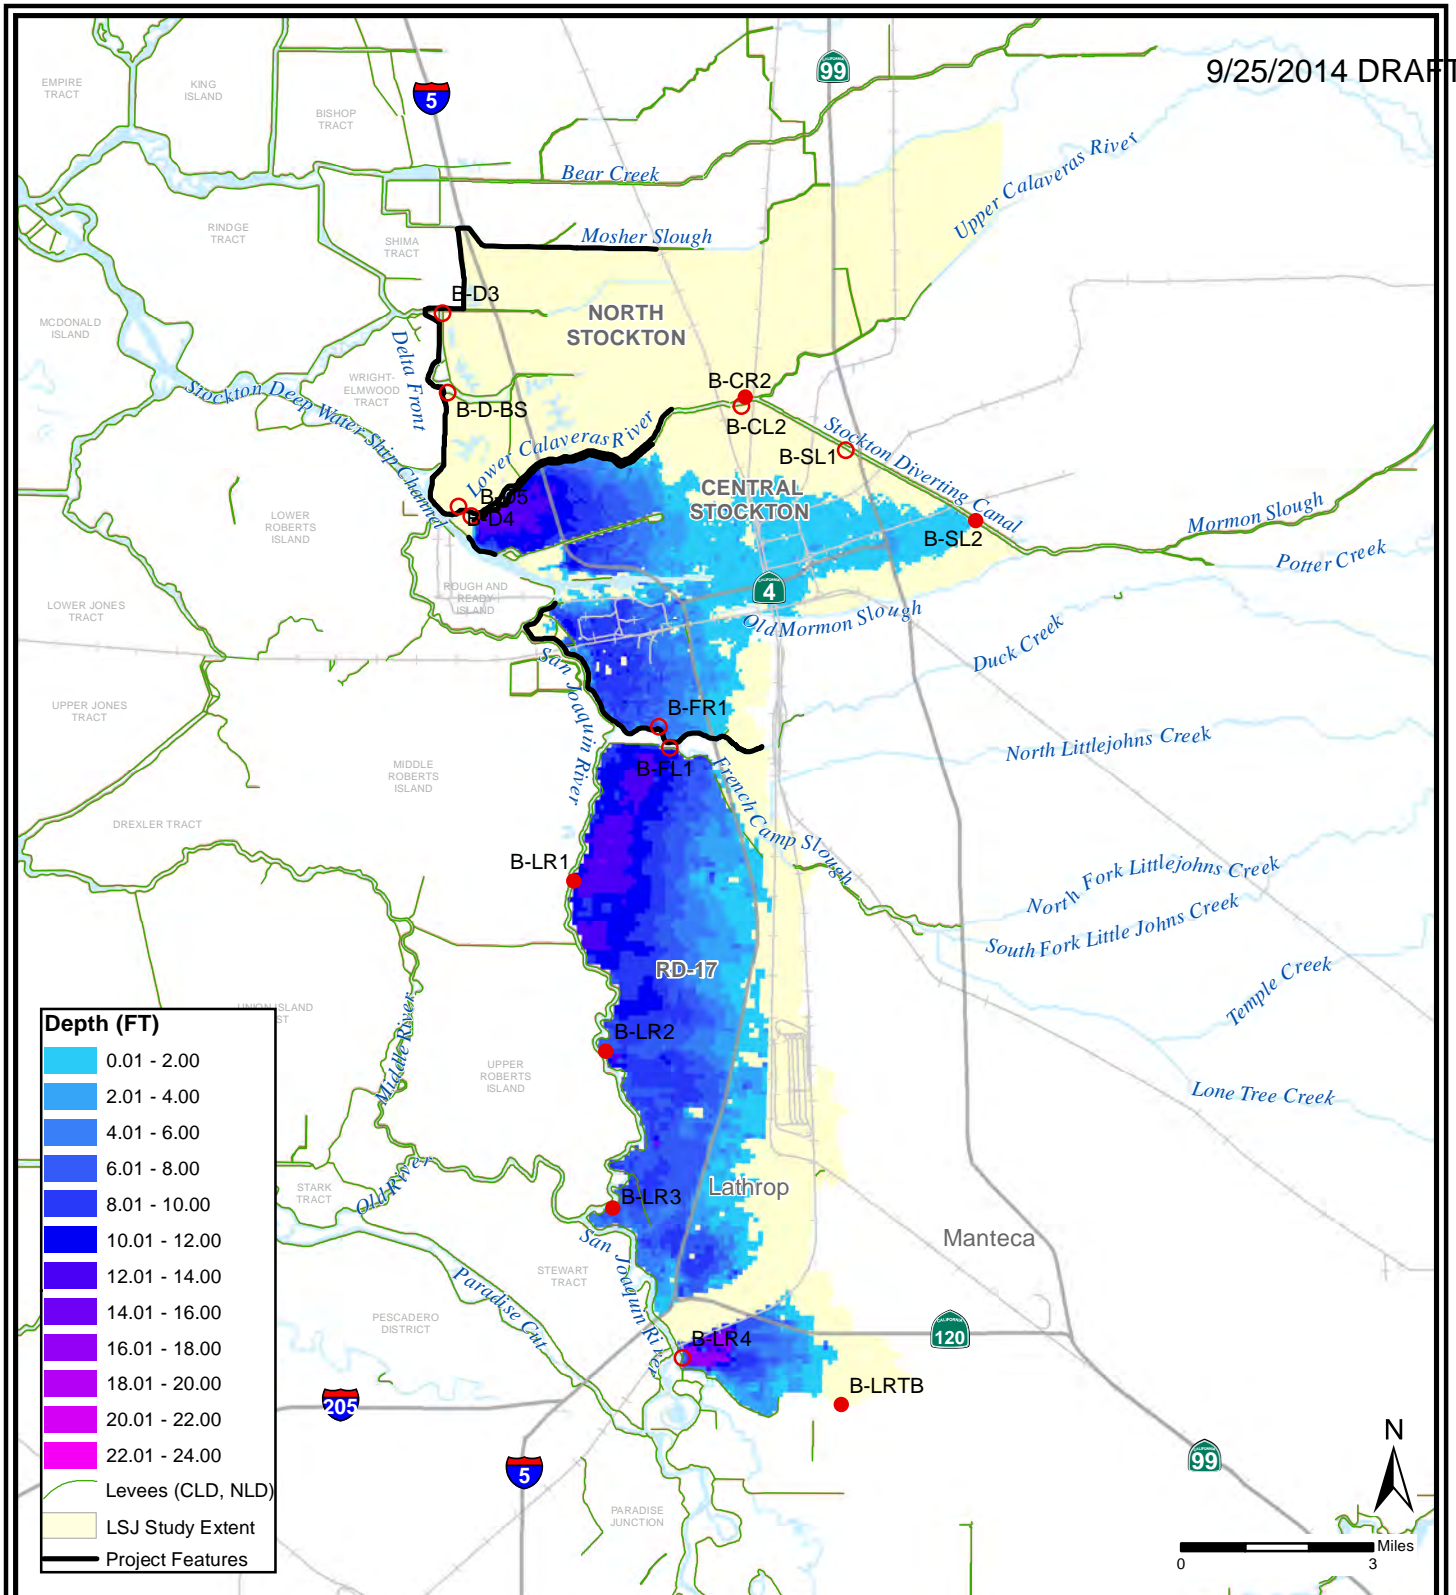 9/25/2014 DRAFT
99
5
EMPIRE
TRACT
KING
ISLAND
BISHOP
TRACT
Bear Creek
Upper Calaveras River
RINDGE
TRACT
SHIMA
TRACT
Mosher Slough
B-D3
NORTH
STOCKTON
MCDONALD
ISLAND
Delta Front
WRIGHT-
ELMWOOD
TRACT
B-D-BS
B-CR2
B-CL2
Stockton Deep Water Ship Channel
Lower Calaveras River
Stockton Diverting Canal
B-SL1
B-D5
B-D4
CENTRAL
STOCKTON
B-SL2
Mormon Slough
Potter Creek
LOWER
ROBERTS
ISLAND
ROUGH AND
READY
ISLAND
4
Old Mormon Slough
LOWER JONES
TRACT
Duck Creek
San Joaquin River
UPPER JONES
TRACT
B-FR1
North Littlejohns Creek
B-FL1
MIDDLE
ROBERTS
ISLAND
French Camp Slough
DREXLER TRACT
B-LR1
North Fork Littlejohns Creek
South Fork Little Johns Creek
RD-17
Temple Creek
Middle River
B-LR2
UPPER
ROBERTS
ISLAND
Lone Tree Creek
STARK
TRACT
Old River
B-LR3
Lathrop
Manteca
San Joaquin River
STEWART
TRACT
Paradise Cut
PESCADERO
DISTRICT
B-LR4
CALIFORNIA
120
B-LRTB
205
5
99
PARADISE
JUNCTION
N
Miles
0
3
UNION ISLAND
Depth (FT)
0.01 - 2.00
2.01 - 4.00
4.01 - 6.00
6.01 - 8.00
8.01 - 10.00
10.01 - 12.00
12.01 - 14.00
14.01 - 16.00
16.01 - 18.00
18.01 - 20.00
20.01 - 22.00
22.01 - 24.00
Levees (CLD, NLD)
LSJ Study Extent
Project Features